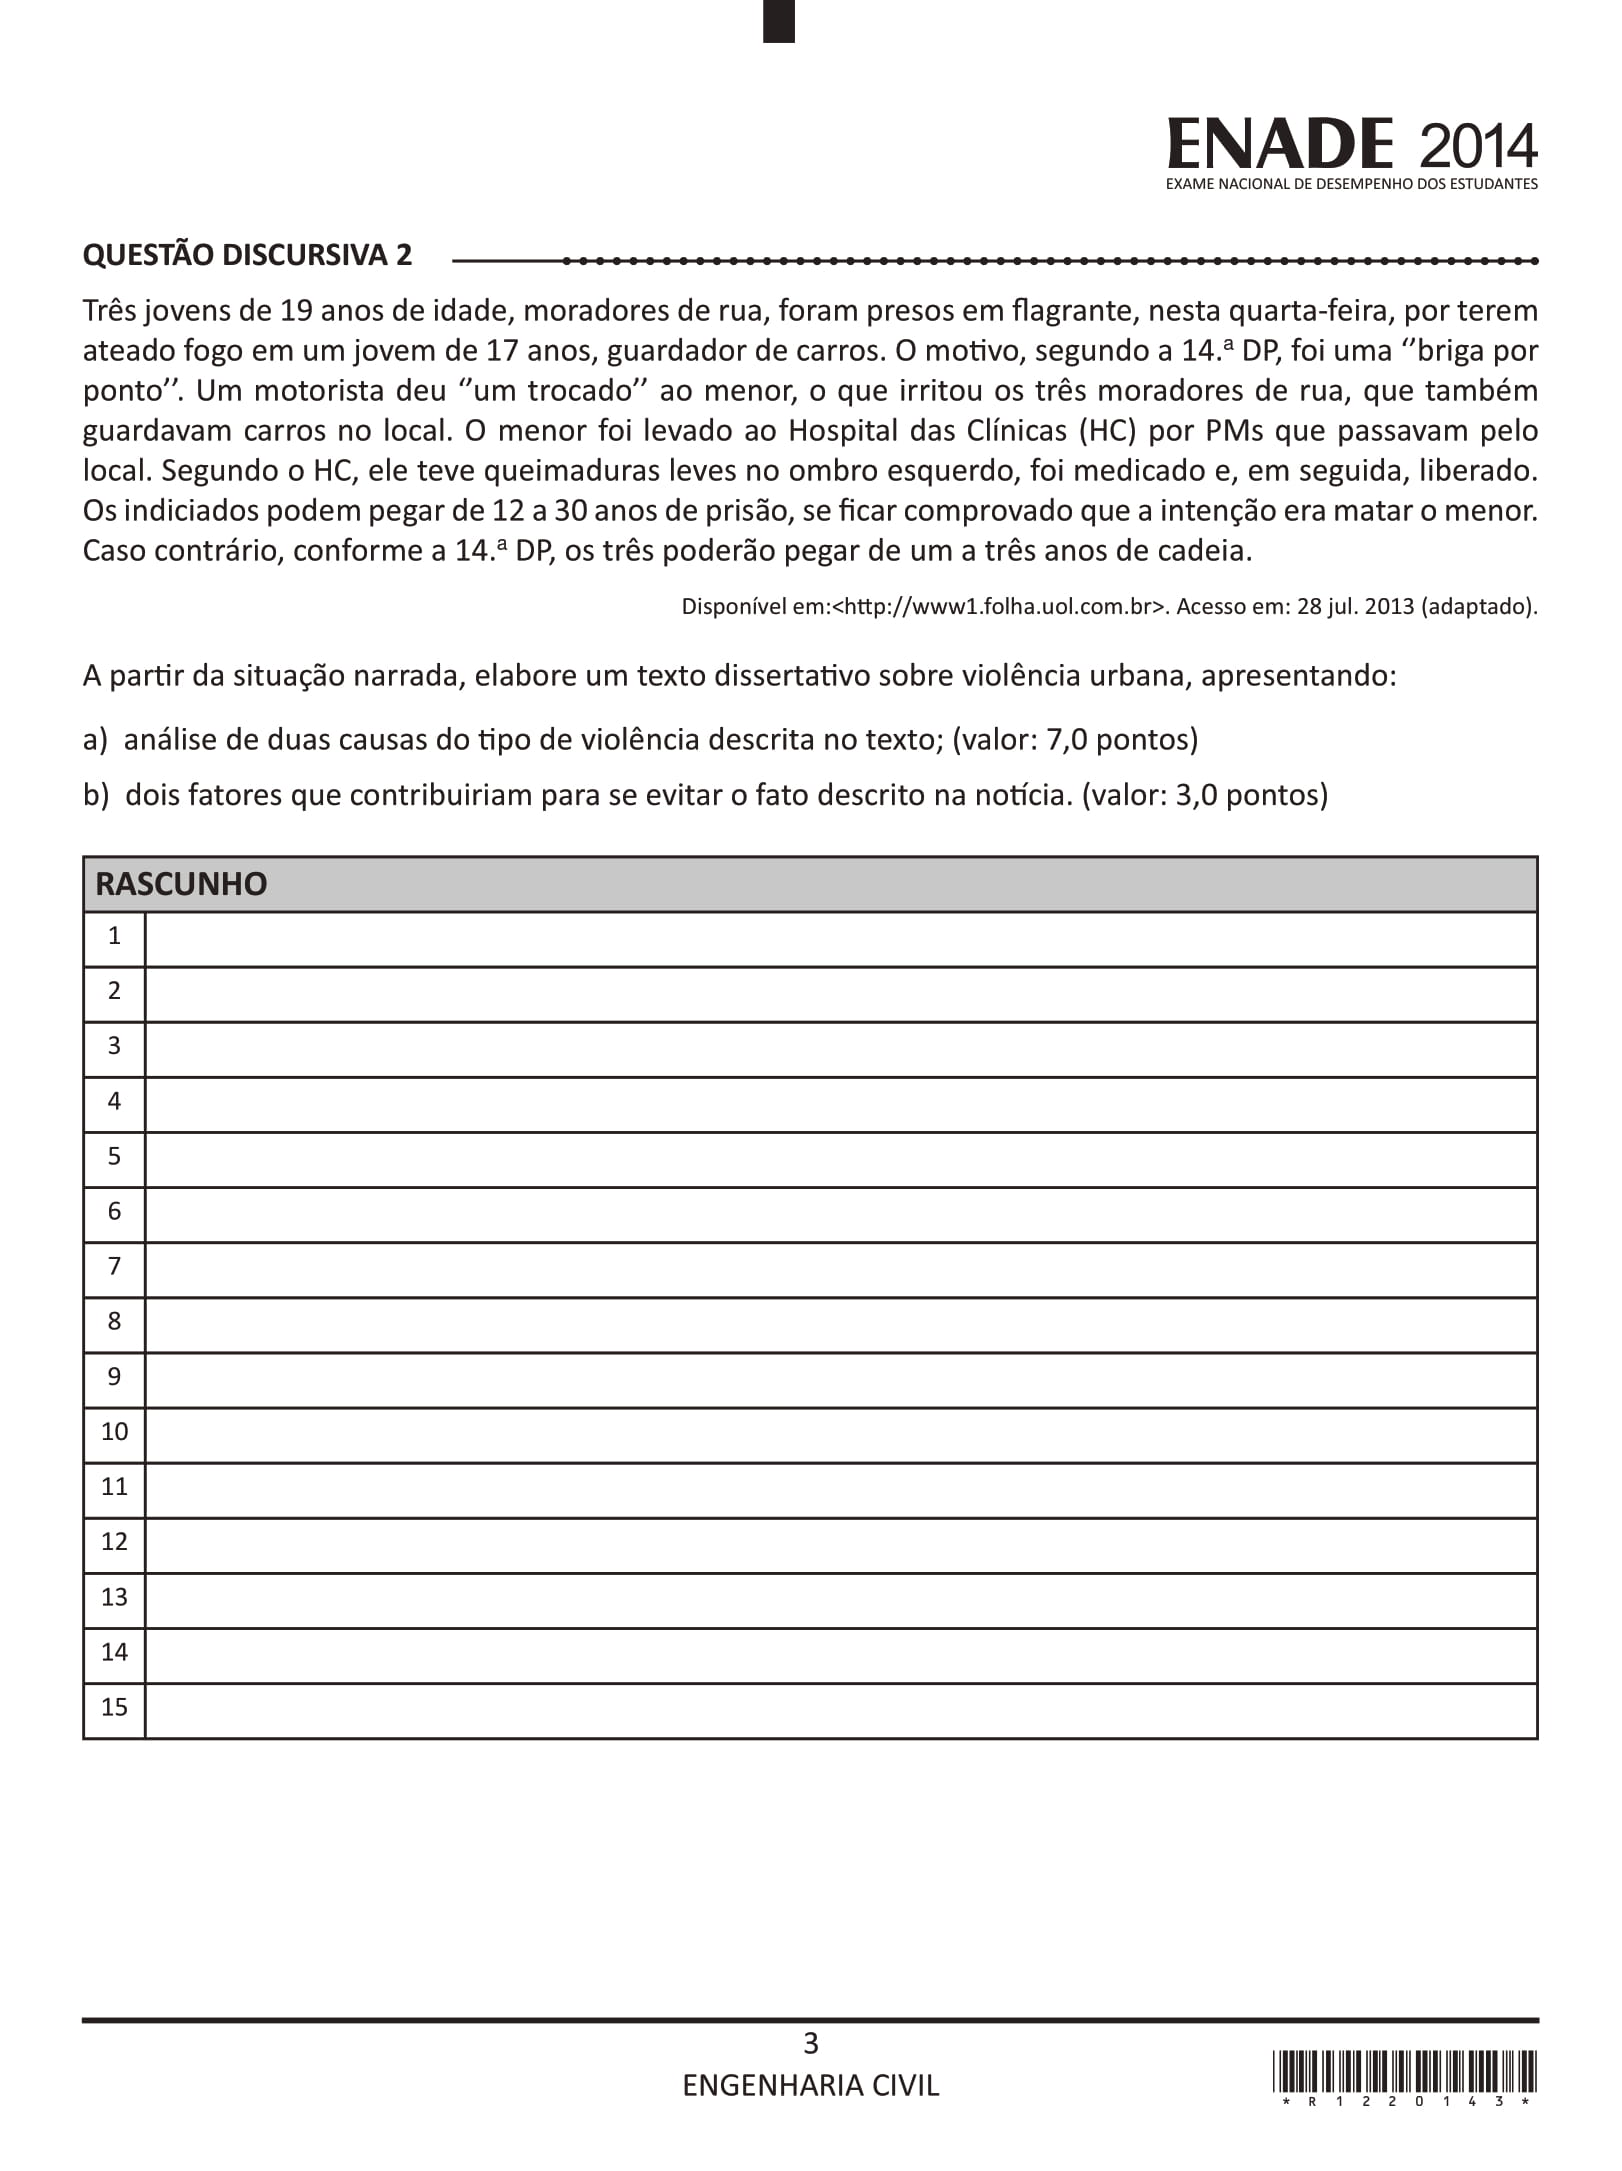 ENADE 2014
EXAME NACIONAL DE DESEMPENHO DOS ESTUDANTES
QUESTÃO DISCURSIVA 2
Três jovens de 19 anos de idade, moradores de rua, foram presos em flagrante, nesta quarta-feira, por terem
ateado fogo em um jovem de 17 anos, guardador de carros. O motivo, segundo a 14.ª DP, foi uma ‘’briga por
ponto’’. Um motorista deu ‘’um trocado’’ ao menor, o que irritou os três moradores de rua, que também
guardavam carros no local. O menor foi levado ao Hospital das Clínicas (HC) por PMs que passavam pelo
local. Segundo o HC, ele teve queimaduras leves no ombro esquerdo, foi medicado e, em seguida, liberado.
Os indiciados podem pegar de 12 a 30 anos de prisão, se ficar comprovado que a intenção era matar o menor.
Caso contrário, conforme a 14.ª DP, os três poderão pegar de um a três anos de cadeia.
Disponível em:<http://www1.folha.uol.com.br>. Acesso em: 28 jul. 2013 (adaptado).
A partir da situação narrada, elabore um texto dissertativo sobre violência urbana, apresentando:
a) análise de duas causas do tipo de violência descrita no texto; (valor: 7,0 pontos)
b) dois fatores que contribuiriam para se evitar o fato descrito na notícia. (valor: 3,0 pontos)
RASCUNHO
1
2
3
4
5
6
7
8
9
10
11
12
13
14
15
3
ENGENHARIA CIVIL
* R 1 2 2 0 1 4 3 *